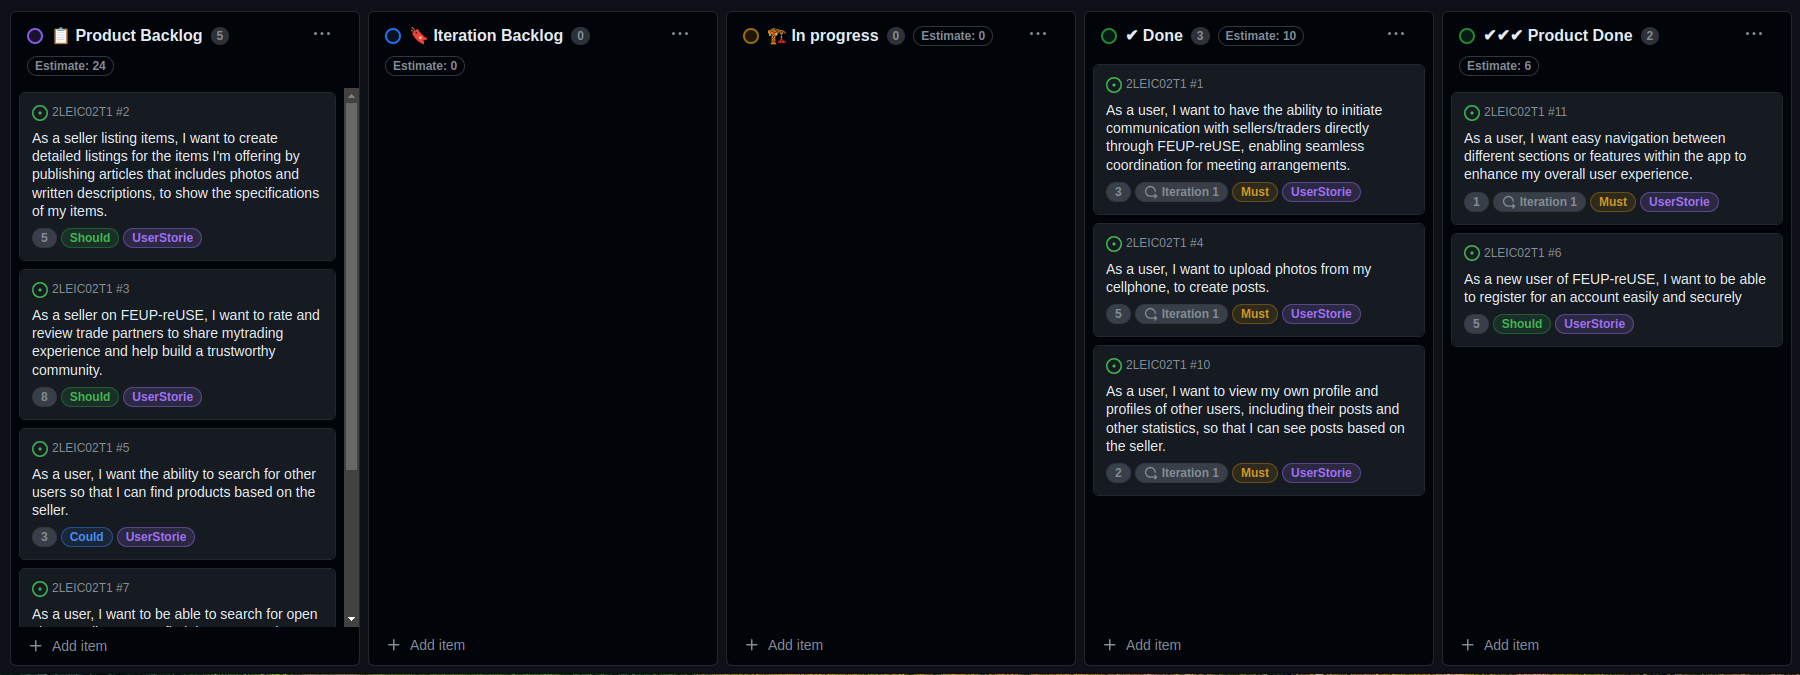 📋 Product Backlog 5
Estimate: 24
2LEIC02T1 #2
As a seller listing items, I want to create
detailed listings for the items I'm offering by
publishing articles that includes photos and
written descriptions, to show the specifications
of my items.
5 Should UserStorie
2LEIC02T1 #3
As a seller on FEUP-reUSE, I want to rate and
review trade partners to share mytrading
experience and help build a trustworthy
community.
8 Should UserStorie
2LEIC02T1 #5
As a user, I want the ability to search for other
users so that I can find products based on the
seller.
3 Could UserStorie
2LEIC02T1 #7
As a user, I want to be able to search for open
Add item
🔖 Iteration Backlog 0
Estimate: 0
Add item
🏗 In progress 0 Estimate: 0
Add item
✔ Done 3 Estimate: 10
2LEIC02T1 #1
As a user, I want to have the ability to initiate
communication with sellers/traders directly
through FEUP-reUSE, enabling seamless
coordination for meeting arrangements.
3 Iteration 1 Must UserStorie
2LEIC02T1 #4
As a user, I want to upload photos from my
cellphone, to create posts.
5 Iteration 1 Must UserStorie
2LEIC02T1 #10
As a user, I want to view my own profile and
profiles of other users, including their posts and
other statistics, so that I can see posts based on
the seller.
2 Iteration 1 Must UserStorie
Add item
✔✔✔ Product Done 2
Estimate: 6
2LEIC02T1 #11
As a user, I want easy navigation between
different sections or features within the app to
enhance my overall user experience.
1 Iteration 1 Must UserStorie
2LEIC02T1 #6
As a new user of FEUP-reUSE, I want to be able
to register for an account easily and securely
5 Should UserStorie
Add item